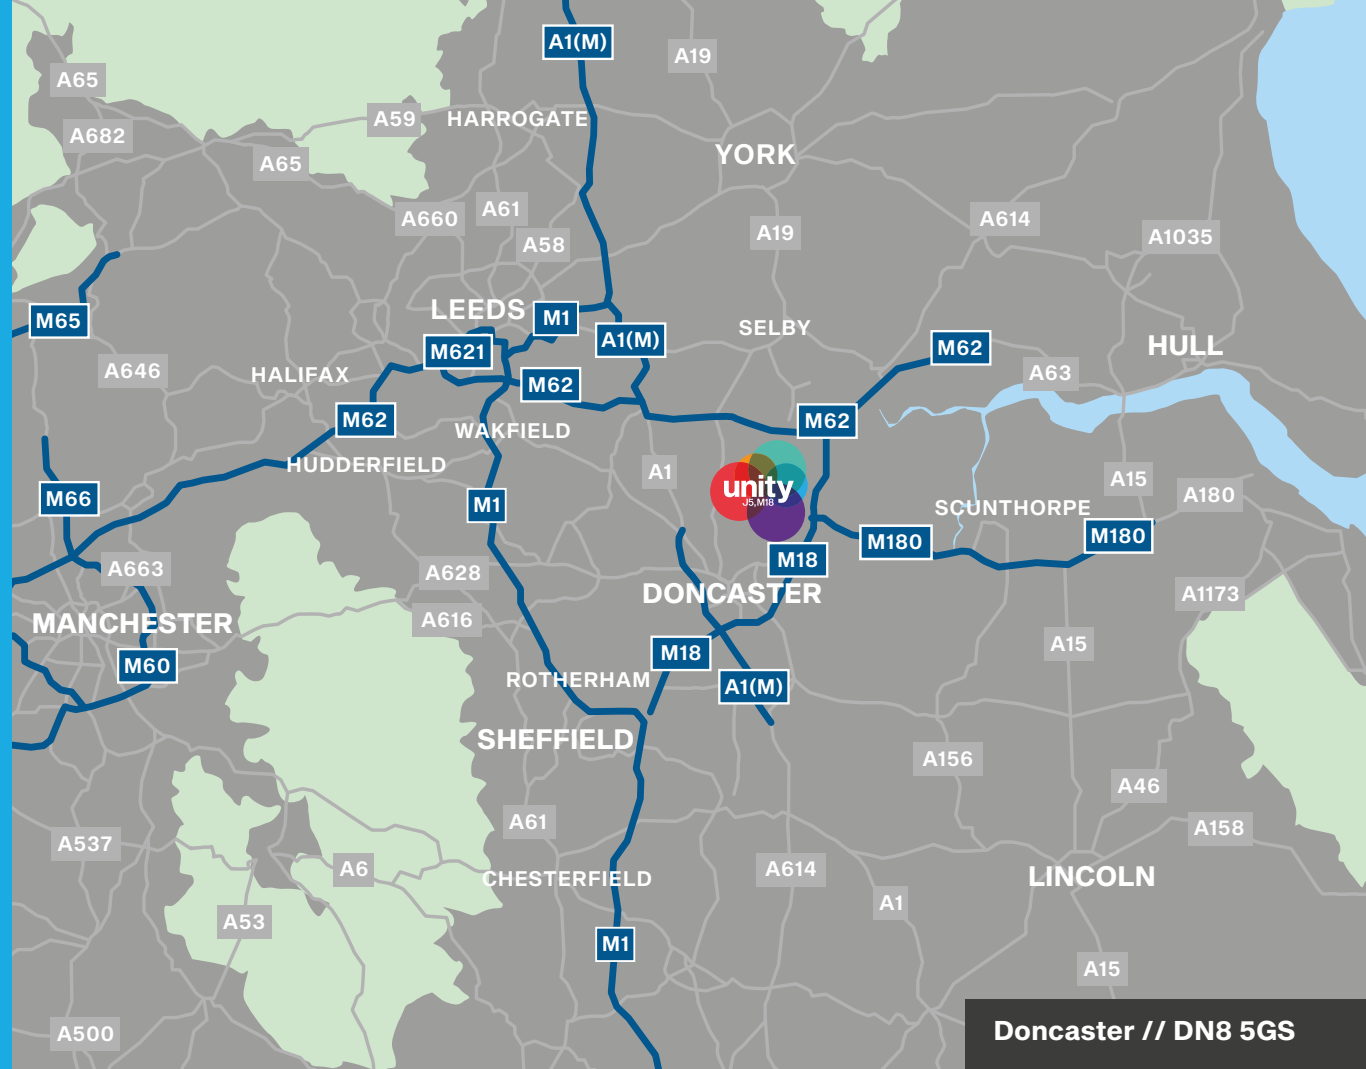 A1(M)
A19
A65
A59
HARROGATE
A682
YORK
A65
A61
A660
A614
A19
A1035
A58
LEEDS
M1
M65
SELBY
A1(M)
M621
M62
HULL
A646
HALIFAX
A63
M62
M62
M62
WAKFIELD
HUDDERFIELD
A1
A15
unity
J5,M18
A180
M66
M1
SCUNTHORPE
M180
M180
M18
A663
A628
DONCASTER
A1173
MANCHESTER
A616
A15
M18
M60
ROTHERHAM
A1(M)
SHEFFIELD
A156
A46
A61
A158
A537
A6
A614
CHESTERFIELD
LINCOLN
A1
A53
M1
A15
A500
Doncaster // DN8 5GS